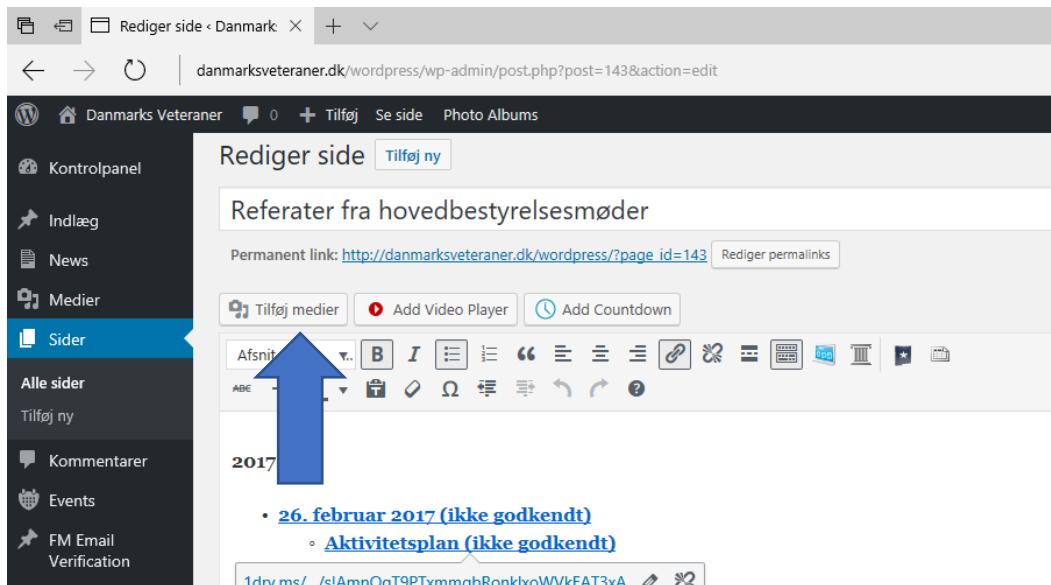 Rediger side ‹ Danmark
danmarksveteraner.dk/wordpress/wp-admin/post.php?post=143&action=edit
Danmarks Veteraner 0 Tilføj Se side Photo Albums
Kontrolpanel
Indlæg
News
Medier
Sider
Alle sider
Tilføj ny
Kommentarer
Events
FM Email
Verification
Rediger side Tilføj ny
Referater fra hovedbestyrelsesmøder
Permanent link: http://danmarksveteraner.dk/wordpress/?page_id=143 Rediger permalinks
Tilføj medier Add Video Player Add Countdown
Afsnit B I
ABC Ω
2017
26. februar 2017 (ikke godkendt)
Aktivitetsplan (ikke godkendt)